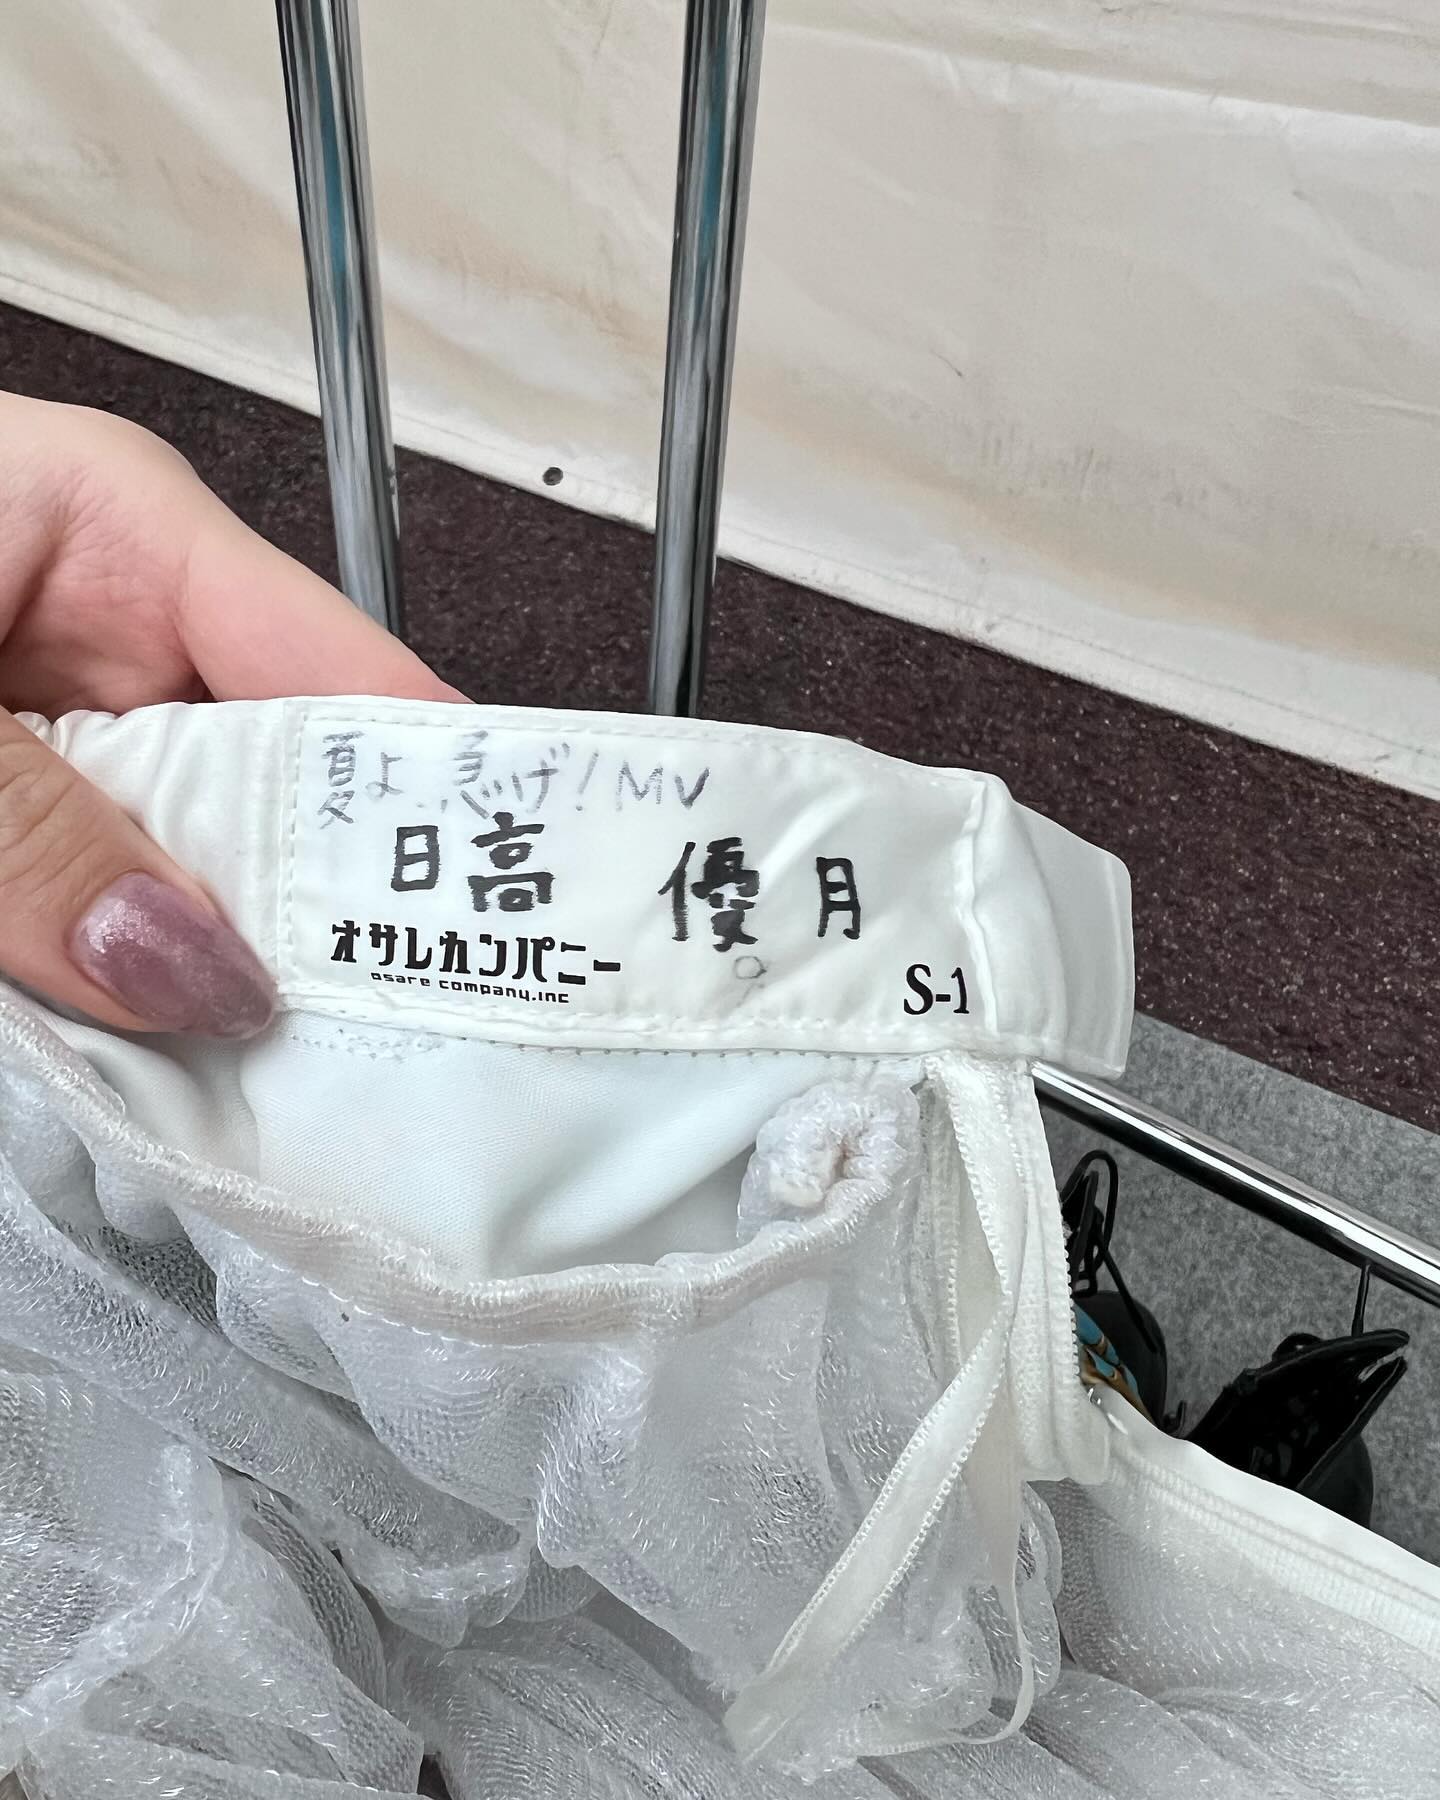 夏よ、急げ!MV
日高 優月
オサレカンパニー
osare company.inc
S-1